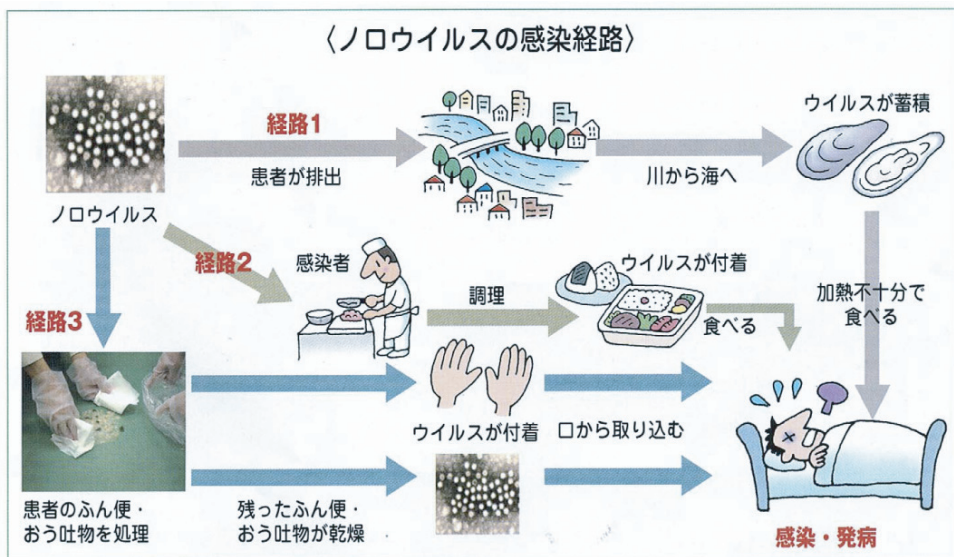 〈ノロウイルスの感染経路〉
経路1
患者が排出
川から海へ
ウイルスが蓄積
ノロウイルス
経路2
感染者
調理
ウイルスが付着
食べる
加熱不十分で
食べる
経路3
ウイルスが付着
口から取り込む
患者のふん便・
おう吐物を処理
残ったふん便・
おう吐物が乾燥
感染・発病